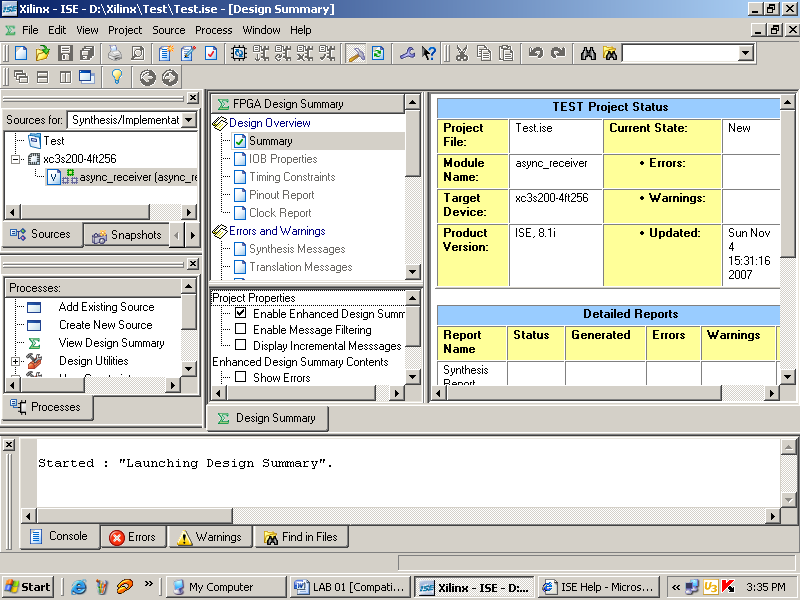 Xilinx - ISE - D:\Xilinx\Test\Test.ise - [Design Summary]
File Edit View Project Source Process Window Help
Sources for: Synthesis/Implementat
Test
xc3s200-4ft256
async_receiver (async_re
Sources Snapshots
Processes:
Add Existing Source
Create New Source
View Design Summary
Design Utilities
Processes
FPGA Design Summary
Design Overview
Summary
IOB Properties
Timing Constraints
Pinout Report
Clock Report
Errors and Warnings
Synthesis Messages
Translation Messages
Project Properties
Enable Enhanced Design Summ
Enable Message Filtering
Display Incremental Messsages
Enhanced Design Summary Contents
Show Errors
Design Summary
TEST Project Status
Project File: Test.ise Current State: New
Module Name: async_receiver • Errors:
Target Device: xc3s200-4ft256 • Warnings:
Product Version: ISE, 8.1i • Updated: Sun Nov 4 15:31:16 2007
Detailed Reports
Report Name Status Generated Errors Warnings
Synthesis
Report
Started : "Launching Design Summary".
Console Errors Warnings Find in Files
Start » My Computer LAB 01 [Compati... Xilinx - ISE - D:... ISE Help - Micros... « 3:35 PM